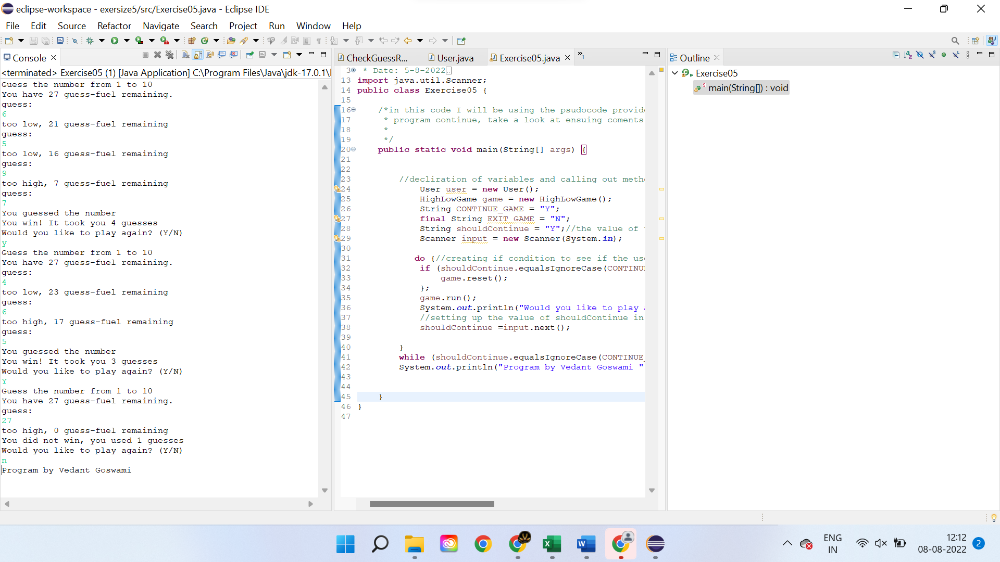 eclipse-workspace - exersize5/src/Exercise05.java - Eclipse IDE
File Edit Source Refactor Navigate Search Project Run Window Help
Console
<terminated> Exercise05 (1) [Java Application] C:\Program Files\Java\jdk-17.0.1\
Guess the number from 1 to 10
You have 27 guess-fuel remaining.
guess:
6
too low, 21 guess-fuel remaining
guess:
5
too low, 16 guess-fuel remaining
guess:
9
too high, 7 guess-fuel remaining
guess:
7
You guessed the number
You win! It took you 4 guesses
Would you like to play again? (Y/N)
y
Guess the number from 1 to 10
You have 27 guess-fuel remaining.
guess:
4
too low, 23 guess-fuel remaining
guess:
6
too high, 17 guess-fuel remaining
guess:
5
You guessed the number
You win! It took you 3 guesses
Would you like to play again? (Y/N)
Y
Guess the number from 1 to 10
You have 27 guess-fuel remaining.
guess:
27
too high, 0 guess-fuel remaining
You did not win, you used 1 guesses
Would you like to play again? (Y/N)
n
Program by Vedant Goswami
CheckGuessR... User.java Exercise05.java »1
3 * Date: 5-8-2022
13 import java.util.Scanner;
14 public class Exercise05 {
15
16 /*in this code I will be using the psudocode provid
17 * program continue, take a look at ensuing coments
18 *
19 */
20 public static void main(String[] args) {
21
22
23 //decliration of variables and calling out meth
24 User user = new User();
25 HighLowGame game = new HighLowGame();
26 String CONTINUE_GAME = "Y";
27 final String EXIT_GAME = "N";
28 String shouldContinue = "Y";//the value of
29 Scanner input = new Scanner(System.in);
30
31 do {//creating if condition to see if the us
32 if (shouldContinue.equalsIgnoreCase(CONTINU
33 game.reset();
34 };
35 game.run();
36 System.out.println("Would you like to play
37 //setting up the value of shouldContinue in
38 shouldContinue =input.next();
39
40 }
41 while (shouldContinue.equalsIgnoreCase(CONTINUE_
42 System.out.println("Program by Vedant Goswami "
43
44
45 }
46 }
47
Outline
Exercise05
main(String[]) : void
ENG
IN
12:12
08-08-2022
2